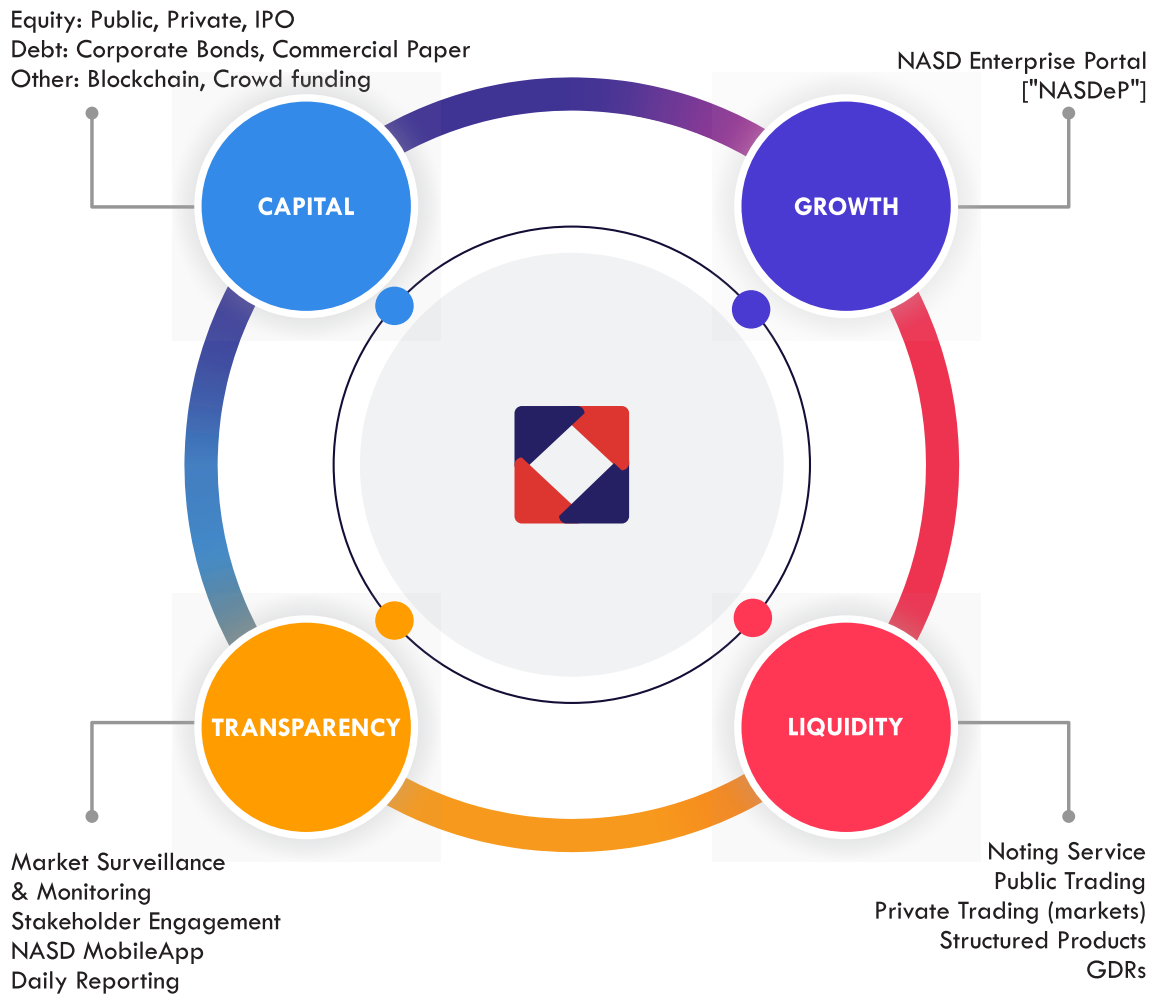 Equity: Public, Private, IPO
Debt: Corporate Bonds, Commercial Paper
Other: Blockchain, Crowd funding
NASD Enterprise Portal
["NASDeP"]
CAPITAL
GROWTH
TRANSPARENCY
LIQUIDITY
Market Surveillance
& Monitoring
Stakeholder Engagement
NASD MobileApp
Daily Reporting
Noting Service
Public Trading
Private Trading (markets)
Structured Products
GDRs